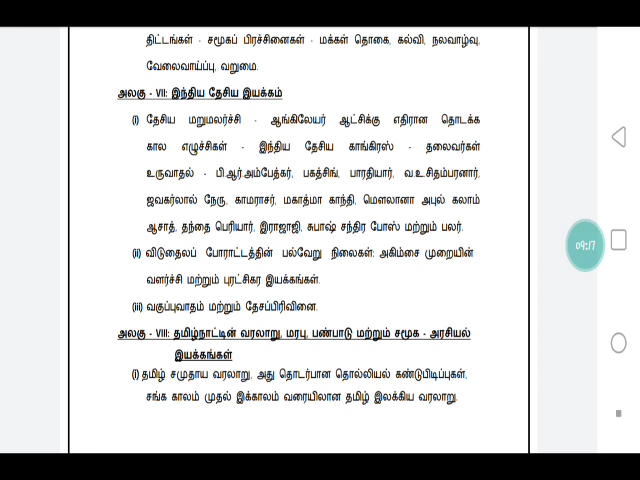 திட்டங்கள் - சமூகப் பிரச்சினைகள் - மக்கள் தொகை, கல்வி, நலவாழ்வு,
வேலைவாய்ப்பு, வறுமை.
அலகு - VII: இந்திய தேசிய இயக்கம்
(i) தேசிய மறுமலர்ச்சி - ஆங்கிலேயர் ஆட்சிக்கு எதிரான தொடக்க
கால எழுச்சிகள் - இந்திய தேசிய காங்கிரஸ் - தலைவர்கள்
உருவாதல் - பி.ஆர்.அம்பேத்கர், பகத்சிங், பாரதியார், வ.உ.சிதம்பரனார்,
ஜவகர்லால் நேரு, காமராசர், மகாத்மா காந்தி, மௌலானா அபுல் கலாம்
ஆசாத், தந்தை பெரியார், இராஜாஜி, சுபாஷ் சந்திர போஸ் மற்றும் பலர்.
(ii) விடுதலைப் போராட்டத்தின் பல்வேறு நிலைகள்: அகிம்சை முறையின்
வளர்ச்சி மற்றும் புரட்சிகர இயக்கங்கள்.
(iii) வகுப்புவாதம் மற்றும் தேசப்பிரிவினை.
அலகு - VIII: தமிழ்நாட்டின் வரலாறு, மரபு, பண்பாடு மற்றும் சமூக - அரசியல்
இயக்கங்கள்
(i) தமிழ் சமுதாய வரலாறு, அது தொடர்பான தொல்லியல் கண்டுபிடிப்புகள்,
சங்க காலம் முதல் இக்காலம் வரையிலான தமிழ் இலக்கிய வரலாறு.
09:17